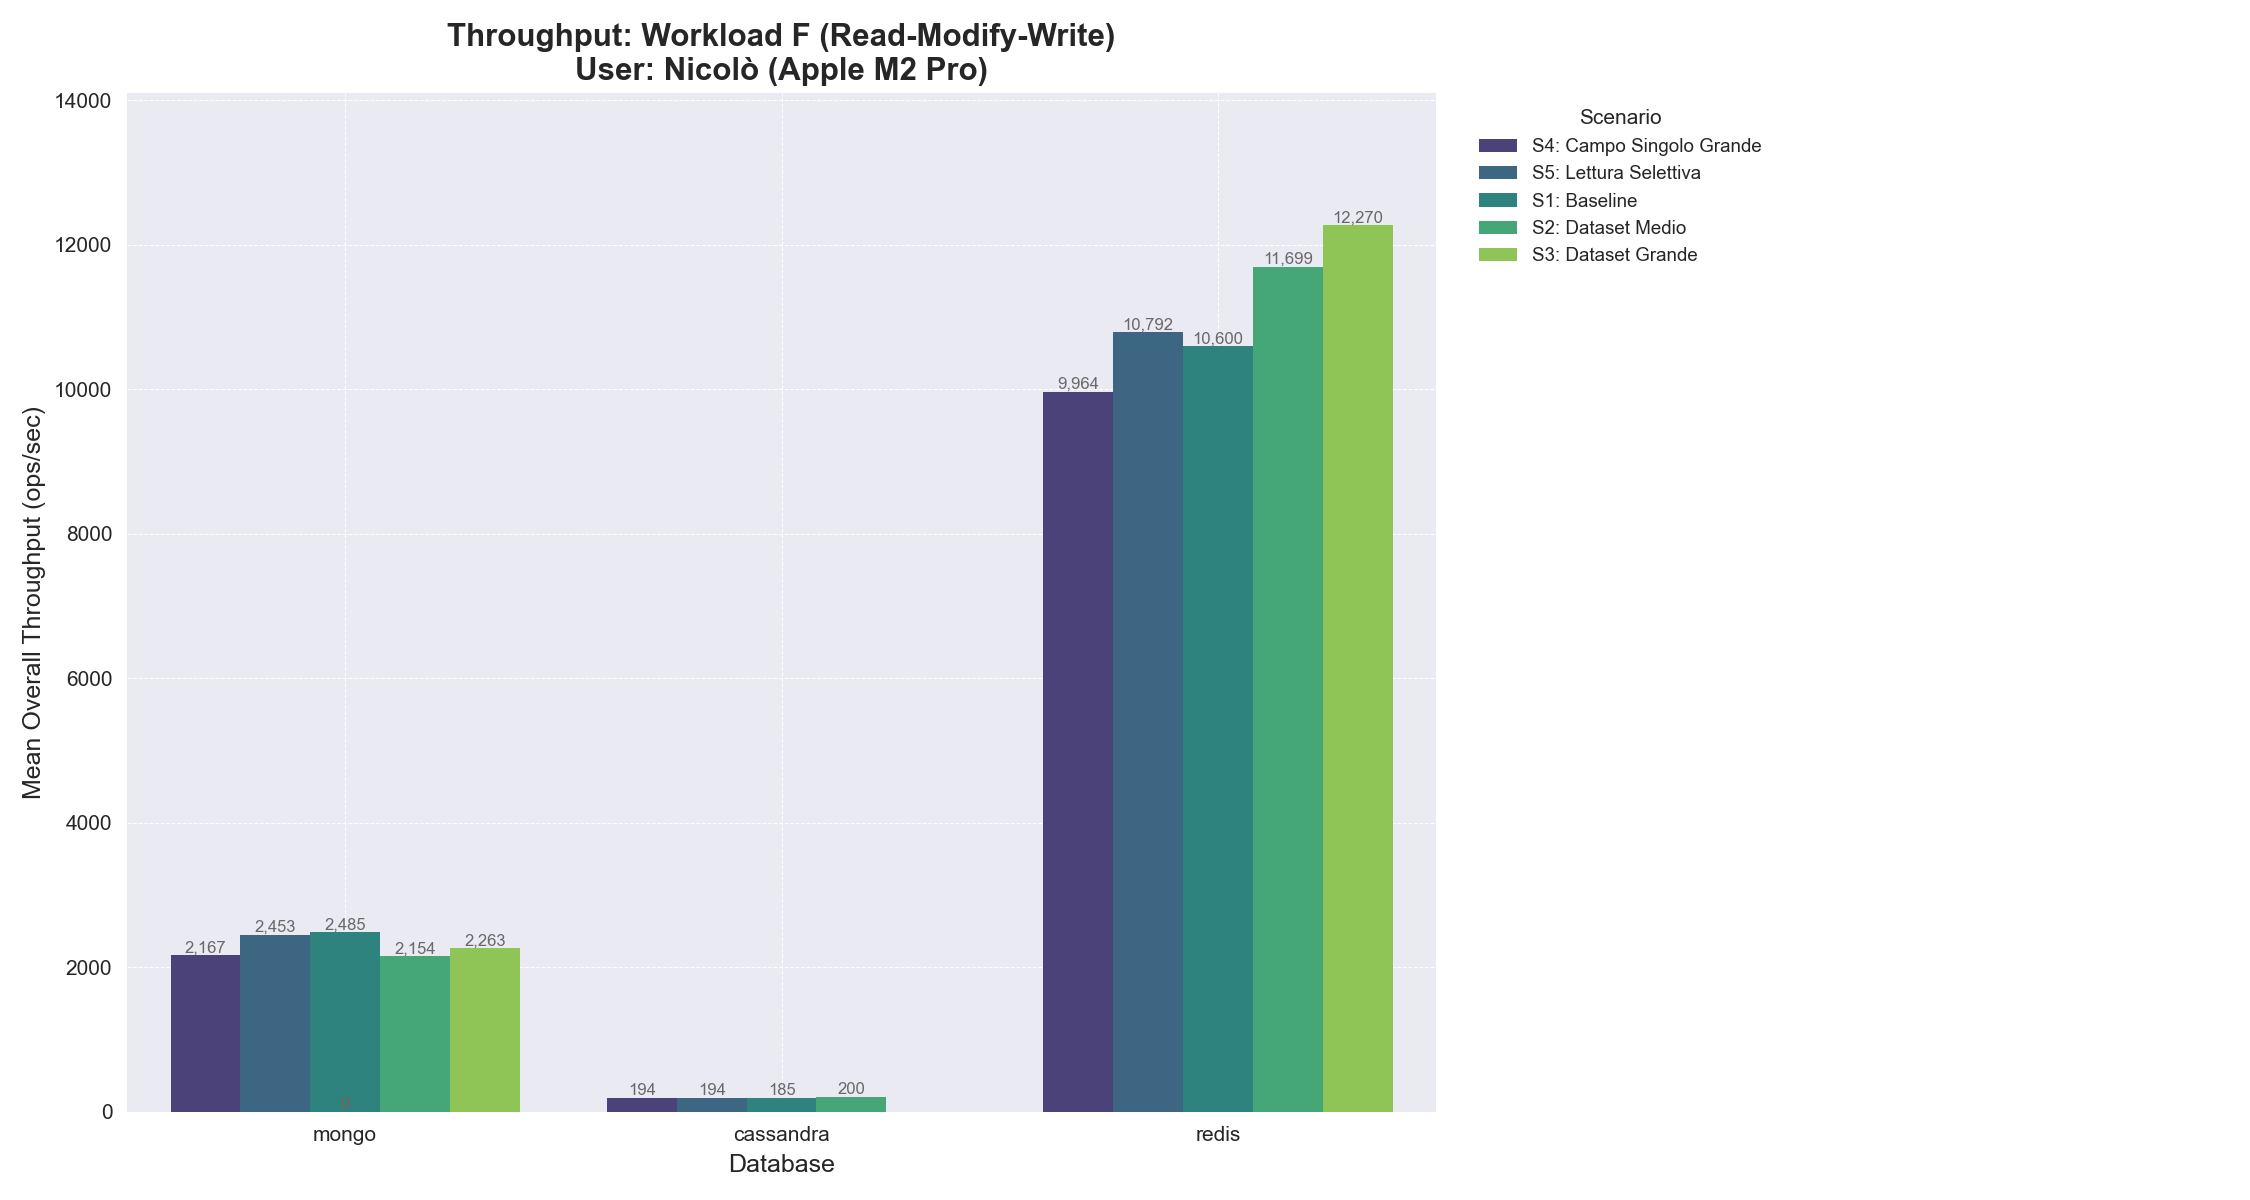 Throughput: Workload F (Read-Modify-Write)
User: Nicolò (Apple M2 Pro)
Mean Overall Throughput (ops/sec)
14000
12000
10000
8000
6000
4000
2000
0
2,167
2,453
2,485
2,154
2,263
0
194
194
185
200
9,964
10,792
10,600
11,699
12,270
mongo
cassandra
redis
Database
Scenario
S4: Campo Singolo Grande
S5: Lettura Selettiva
S1: Baseline
S2: Dataset Medio
S3: Dataset Grande